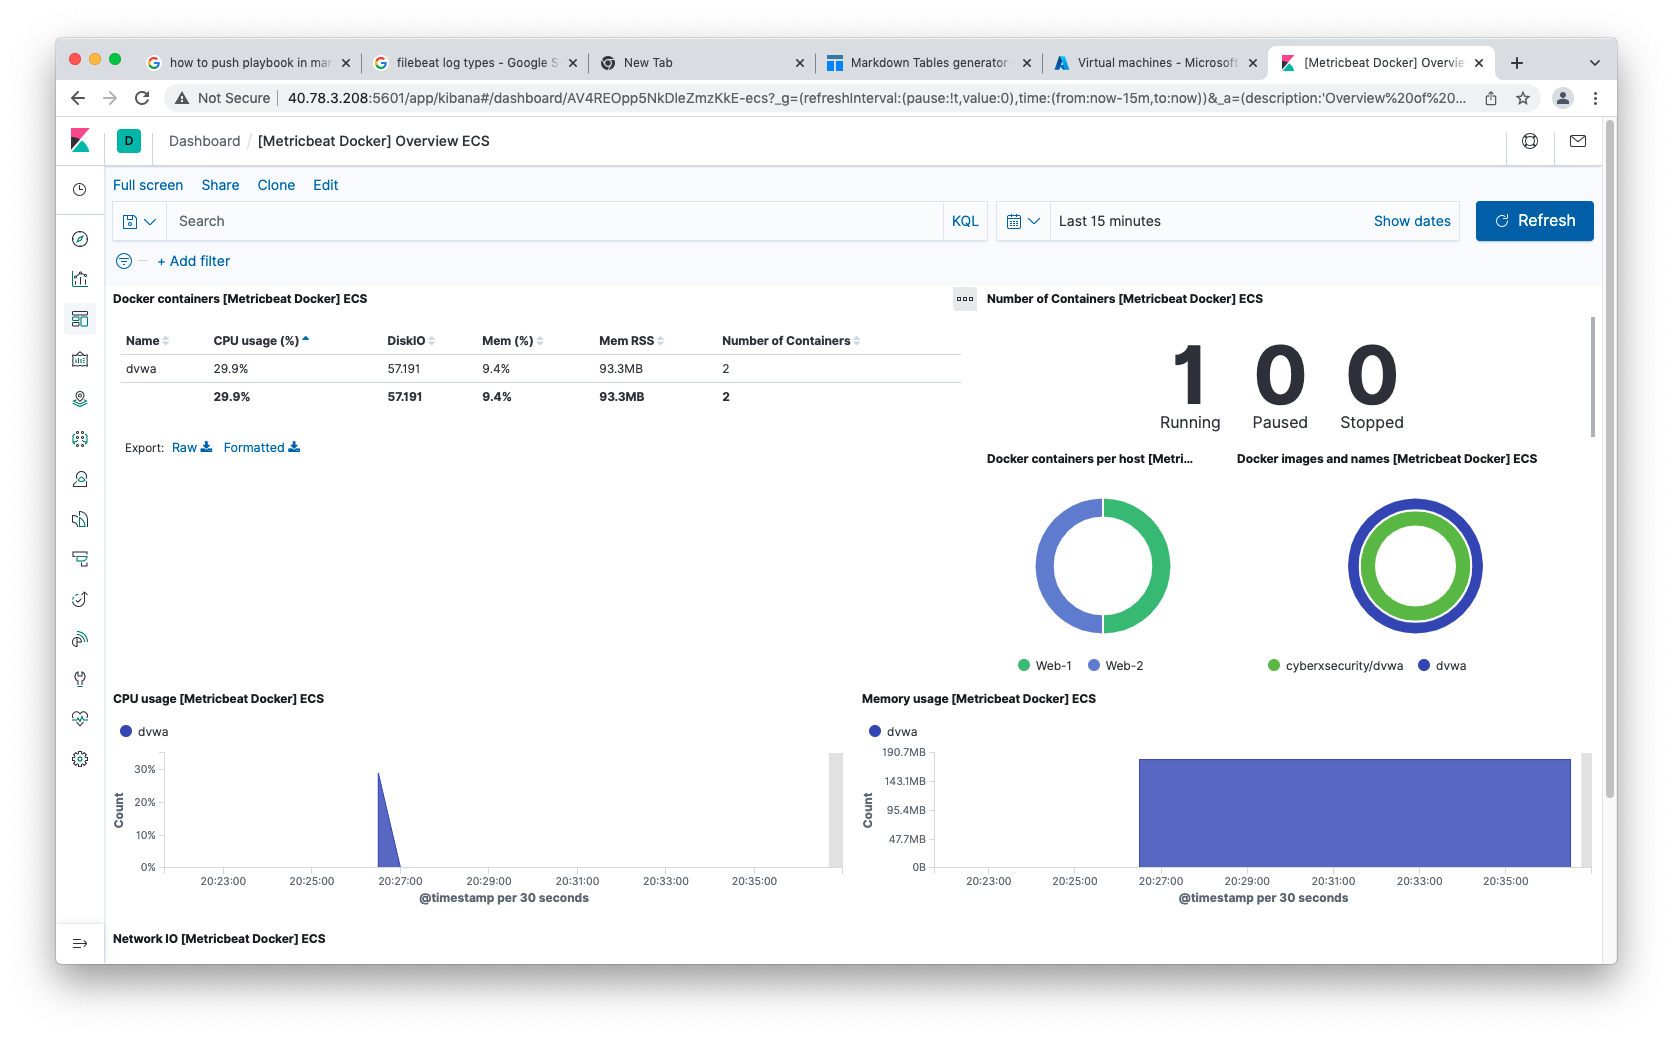 how to push playbook in mar
filebeat log types - Google S
New Tab
Markdown Tables generator
Virtual machines - Microsoft
[Metricbeat Docker] Overvie
Not Secure
40.78.3.208:5601/app/kibana#/dashboard/AV4REOpp5NkDleZmzKkE-ecs?_g=(refreshInterval:(pause:!t,value:0),time:(from:now-15m,to:now))&_a=(description:'Overview%20of%20...
D
Dashboard / [Metricbeat Docker] Overview ECS
Full screen Share Clone Edit
Search
KQL
Last 15 minutes
Show dates
Refresh
+ Add filter
Docker containers [Metricbeat Docker] ECS
Name CPU usage (%) DiskIO Mem (%) Mem RSS Number of Containers
dvwa 29.9% 57.191 9.4% 93.3MB 2
29.9% 57.191 9.4% 93.3MB 2
Export: Raw Formatted
Number of Containers [Metricbeat Docker] ECS
1 0 0
Running Paused Stopped
Docker containers per host [Metri...
Web-1 Web-2
Docker images and names [Metricbeat Docker] ECS
cyberxsecurity/dvwa dvwa
CPU usage [Metricbeat Docker] ECS
dvwa
30%
20%
10%
0%
Count
20:23:00 20:25:00 20:27:00 20:29:00 20:31:00 20:33:00 20:35:00
@timestamp per 30 seconds
Memory usage [Metricbeat Docker] ECS
dvwa
190.7MB
143.1MB
95.4MB
47.7MB
0B
Count
20:23:00 20:25:00 20:27:00 20:29:00 20:31:00 20:33:00 20:35:00
@timestamp per 30 seconds
Network IO [Metricbeat Docker] ECS